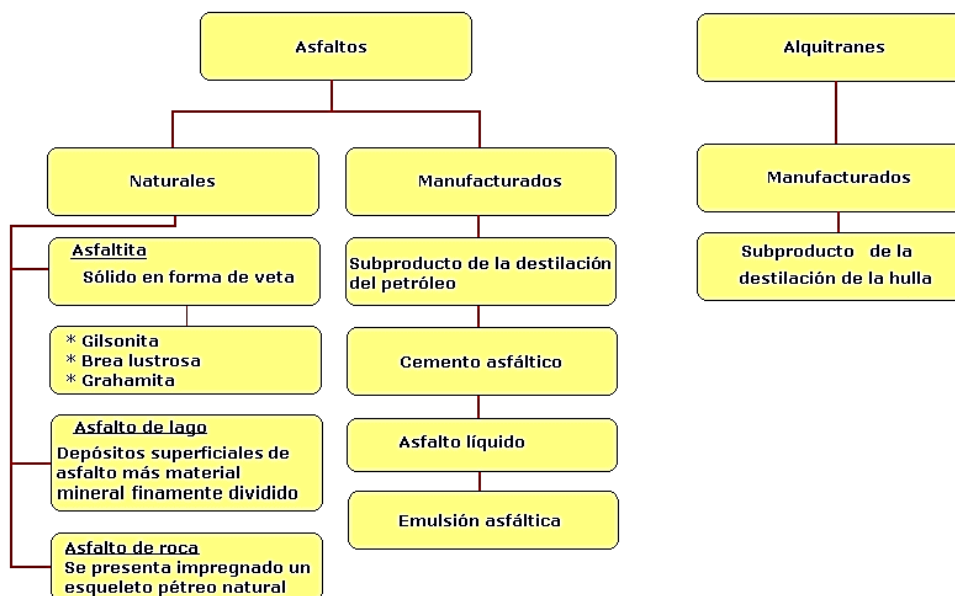 Asfaltos
Alquitranes
Naturales
Manufacturados
Manufacturados
Asfaltita
Sólido en forma de veta
* Gilsonita
* Brea lustrosa
* Grahamita
Asfalto de lago
Depósitos superficiales de
asfalto más material
mineral finamente dividido
Asfalto de roca
Se presenta impregnado un
esqueleto pétreo natural
Subproducto de la destilación
del petróleo
Cemento asfáltico
Asfalto líquido
Emulsión asfáltica
Subproducto de la
destilación de la hulla